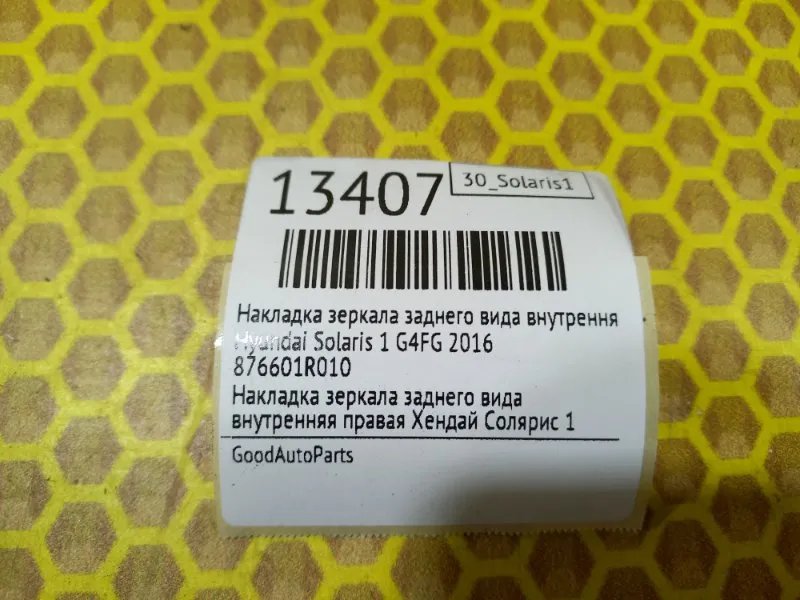 13407
30_Solaris1
Накладка зеркала заднего вида внутрення
Hyundai Solaris 1 G4FG 2016
876601R010
Накладка зеркала заднего вида
внутренняя правая Хендай Солярис 1
GoodAutoParts